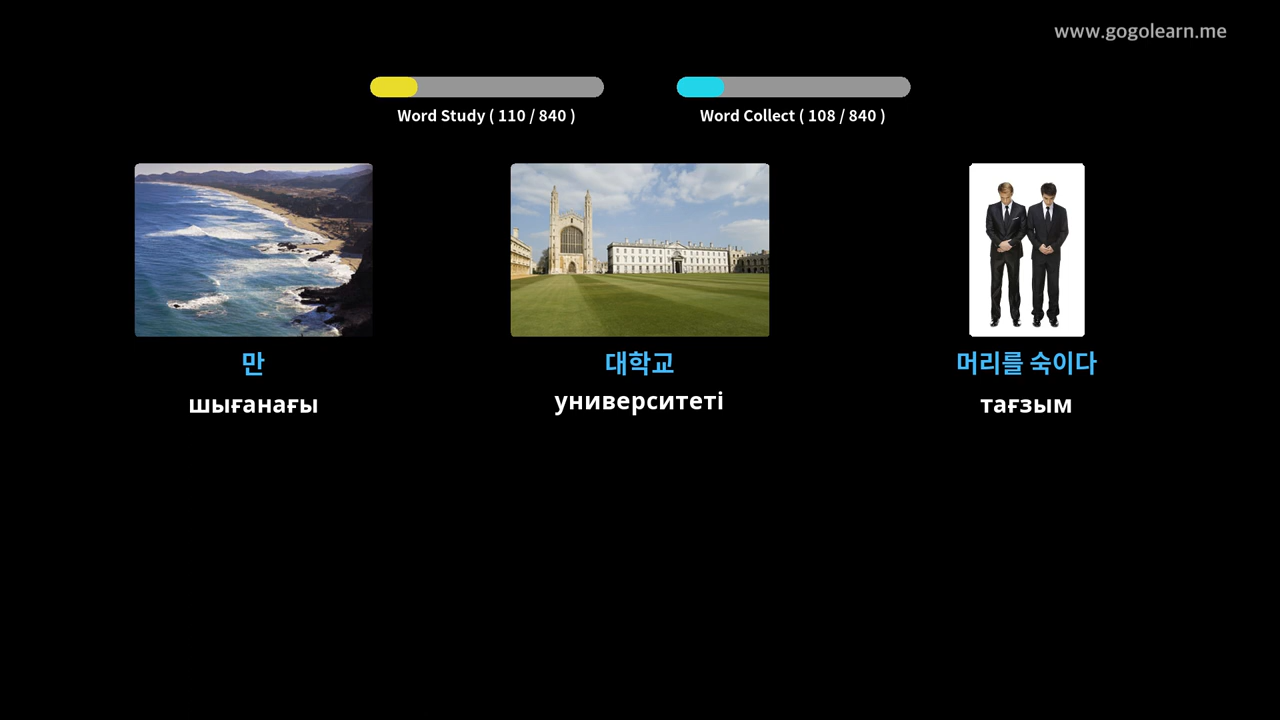 www.gogolearn.me
Word Study ( 110 / 840 )
Word Collect ( 108 / 840 )
만
대학교
머리를 숙이다
шығанағы
университеті
тағзым